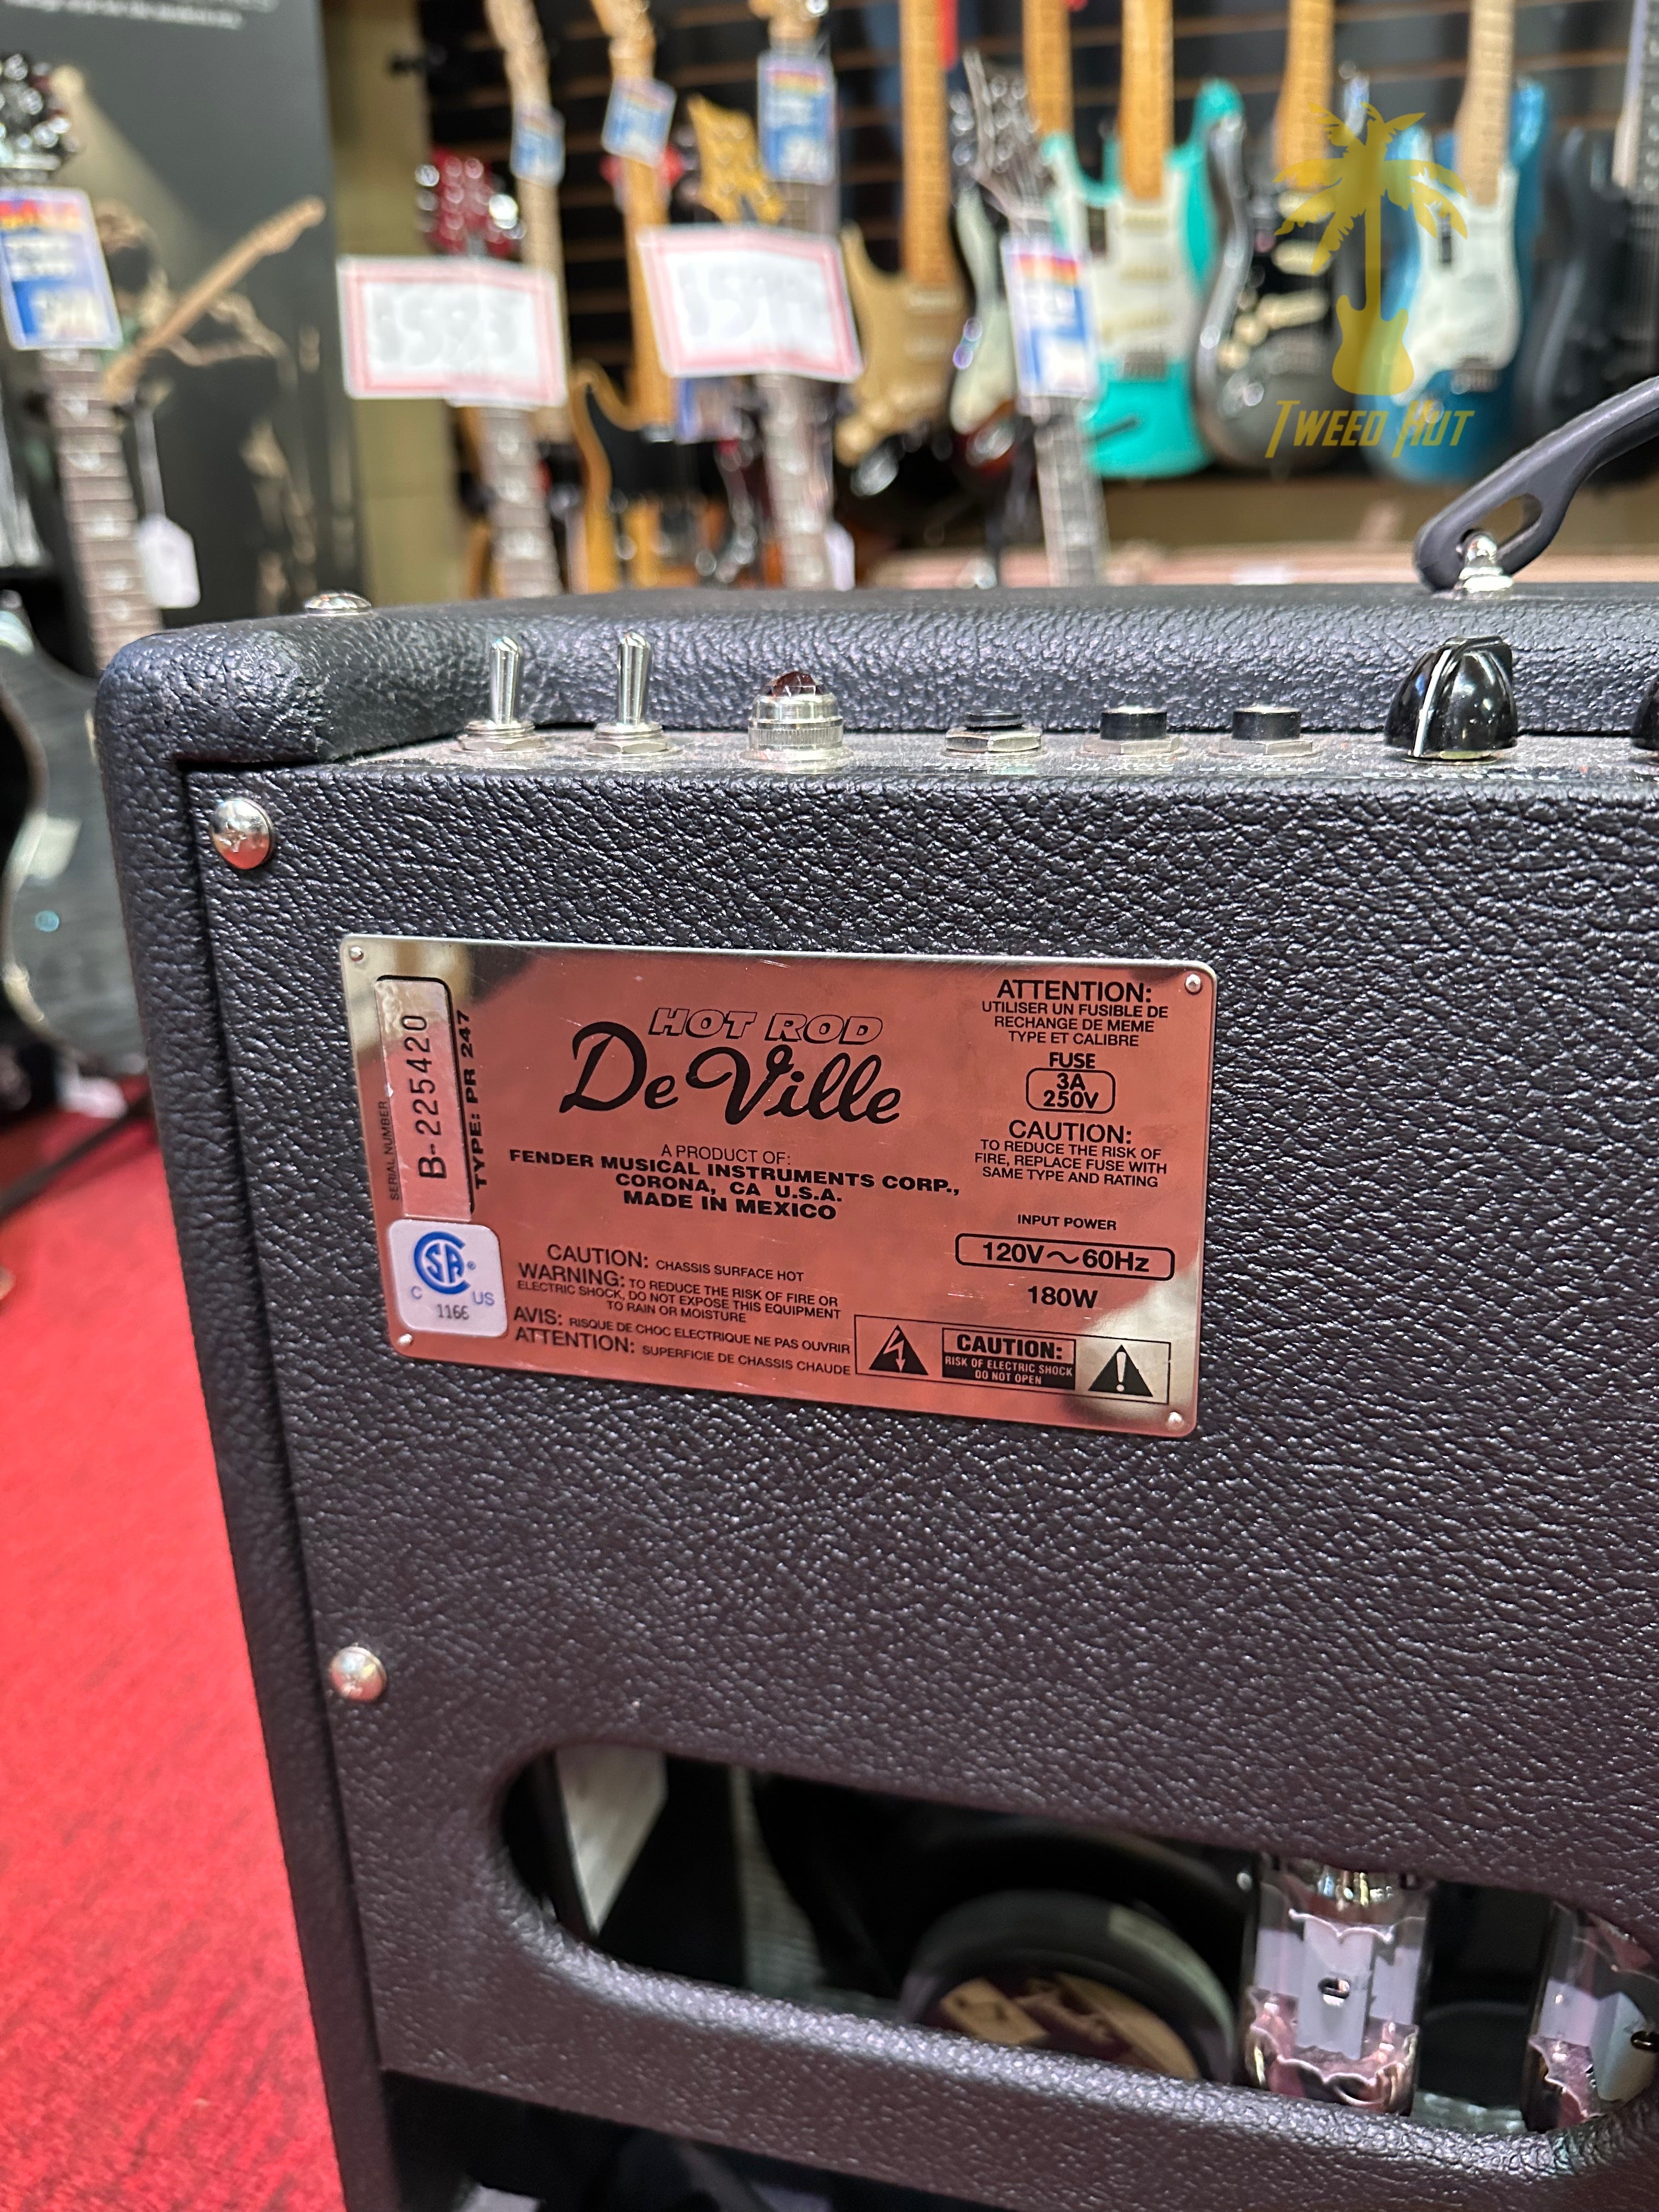 TWEED HUT
SERIAL NUMBER
B-225420
TYPE: PR 247
HOT ROD
DeVille
A PRODUCT OF:
FENDER MUSICAL INSTRUMENTS CORP.,
CORONA, CA U.S.A.
MADE IN MEXICO
ATTENTION:
UTILISER UN FUSIBLE DE
RECHANGE DE MEME
TYPE ET CALIBRE
FUSE
3A
250V
CAUTION:
TO REDUCE THE RISK OF
FIRE, REPLACE FUSE WITH
SAME TYPE AND RATING
INPUT POWER
120V~60Hz
180W
CSA®
C US
1166
CAUTION: CHASSIS SURFACE HOT
WARNING: TO REDUCE THE RISK OF FIRE OR
ELECTRIC SHOCK, DO NOT EXPOSE THIS EQUIPMENT
TO RAIN OR MOISTURE
AVIS: RISQUE DE CHOC ELECTRIQUE NE PAS OUVRIR
ATTENTION: SUPERFICIE DE CHASSIS CHAUDE
CAUTION:
RISK OF ELECTRIC SHOCK
DO NOT OPEN